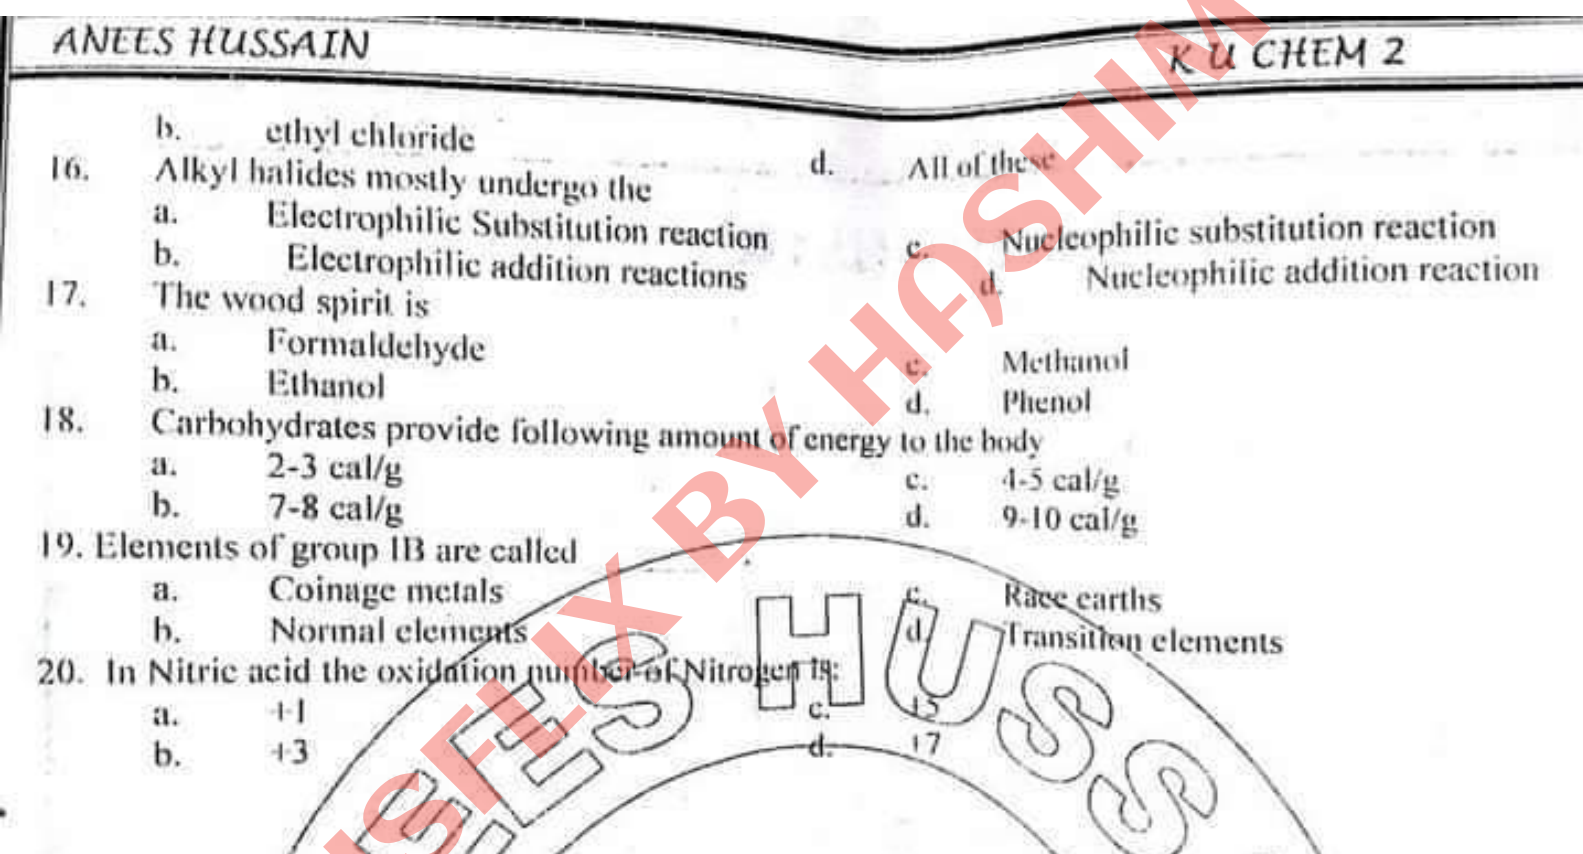 ANEES HUSSAIN K U CHEM 2
b. ethyl chloride d. All of these
16. Alkyl halides mostly undergo the
a. Electrophilic Substitution reaction c. Nucleophilic substitution reaction
b. Electrophilic addition reactions d. Nucleophilic addition reaction
17. The wood spirit is
a. Formaldehyde c. Methanol
b. Ethanol d. Phenol
18. Carbohydrates provide following amount of energy to the body
a. 2-3 cal/g c. 4-5 cal/g
b. 7-8 cal/g d. 9-10 cal/g
19. Elements of group IB are called
a. Coinage metals c. Race earths
b. Normal elements d. Transition elements
20. In Nitric acid the oxidation number of Nitrogen is:
a. +1 c. +5
b. +3 d. +7
SFLIX BY HASHIM
EES HUSS